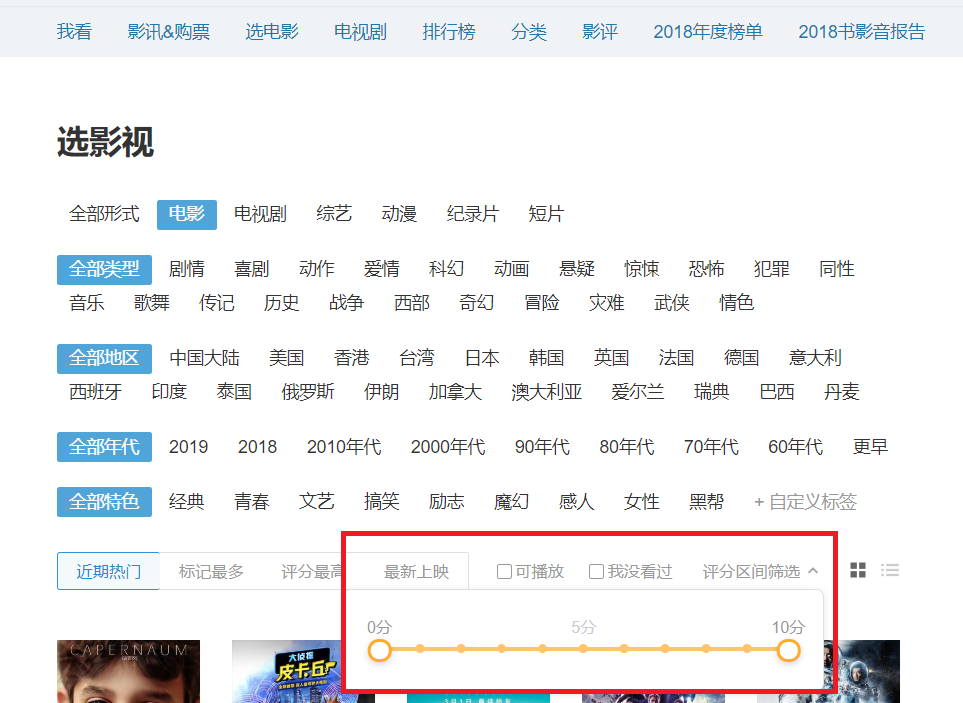 我看 影讯&购票 选电影 电视剧 排行榜 分类 影评 2018年度榜单 2018书影音报告
选影视
全部形式 电影 电视剧 综艺 动漫 纪录片 短片
全部类型 剧情 喜剧 动作 爱情 科幻 动画 悬疑 惊悚 恐怖 犯罪 同性
音乐 歌舞 传记 历史 战争 西部 奇幻 冒险 灾难 武侠 情色
全部地区 中国大陆 美国 香港 台湾 日本 韩国 英国 法国 德国 意大利
西班牙 印度 泰国 俄罗斯 伊朗 加拿大 澳大利亚 爱尔兰 瑞典 巴西 丹麦
全部年代 2019 2018 2010年代 2000年代 90年代 80年代 70年代 60年代 更早
全部特色 经典 青春 文艺 搞笑 励志 魔幻 感人 女性 黑帮 + 自定义标签
近期热门 标记最多 评分最高 最新上映 可播放 我没看过 评分区间筛选
0分 5分 10分
CAPERNAUM
大侦探
皮卡丘